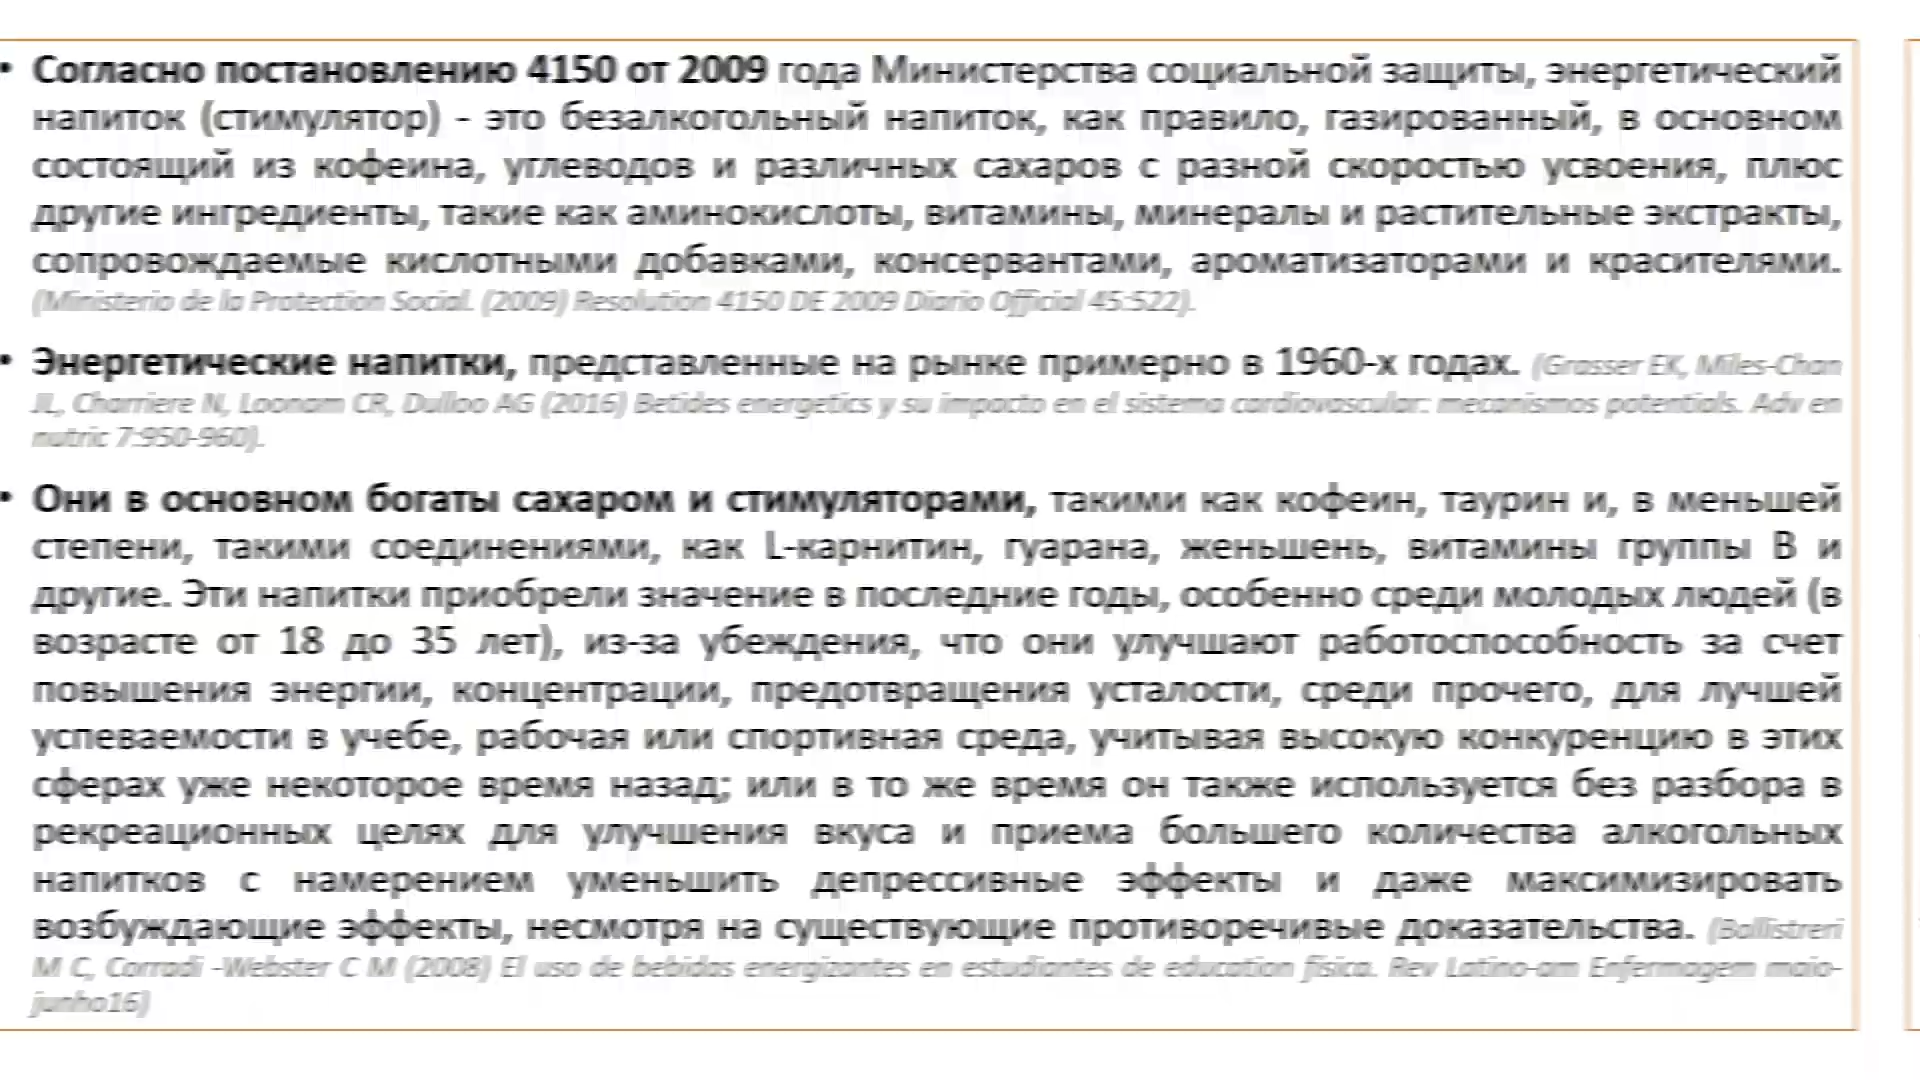 • Согласно постановлению 4150 от 2009 года Министерства социальной защиты, энергетический
напиток (стимулятор) - это безалкогольный напиток, как правило, газированный, в основном
состоящий из кофеина, углеводов и различных сахаров с разной скоростью усвоения, плюс
другие ингредиенты, такие как аминокислоты, витамины, минералы и растительные экстракты,
сопровождаемые кислотными добавками, консервантами, ароматизаторами и красителями.
(Ministerio de la Protection Social. (2009) Resolution 4150 DE 2009 Diario Official 45:522).
• Энергетические напитки, представленные на рынке примерно в 1960-х годах. (Grasser EK, Miles-Chan
JL, Charriere N, Loonam CR, Dulloo AG (2016) Betides energetics y su impacto en el sistema cardiovascular: mecanismos potentials. Adv en
nutric 7:950-960).
• Они в основном богаты сахаром и стимуляторами, такими как кофеин, таурин и, в меньшей
степени, такими соединениями, как L-карнитин, гуарана, женьшень, витамины группы В и
другие. Эти напитки приобрели значение в последние годы, особенно среди молодых людей (в
возрасте от 18 до 35 лет), из-за убеждения, что они улучшают работоспособность за счет
повышения энергии, концентрации, предотвращения усталости, среди прочего, для лучшей
успеваемости в учебе, рабочая или спортивная среда, учитывая высокую конкуренцию в этих
сферах уже некоторое время назад; или в то же время он также используется без разбора в
рекреационных целях для улучшения вкуса и приема большего количества алкогольных
напитков с намерением уменьшить депрессивные эффекты и даже максимизировать
возбуждающие эффекты, несмотря на существующие противоречивые доказательства. (Ballistreri
M C, Corradi -Webster C M (2008) El uso de bebidas energizantes en estudiantes de education fisica. Rev Latino-am Enfermagem maio-
junho16)